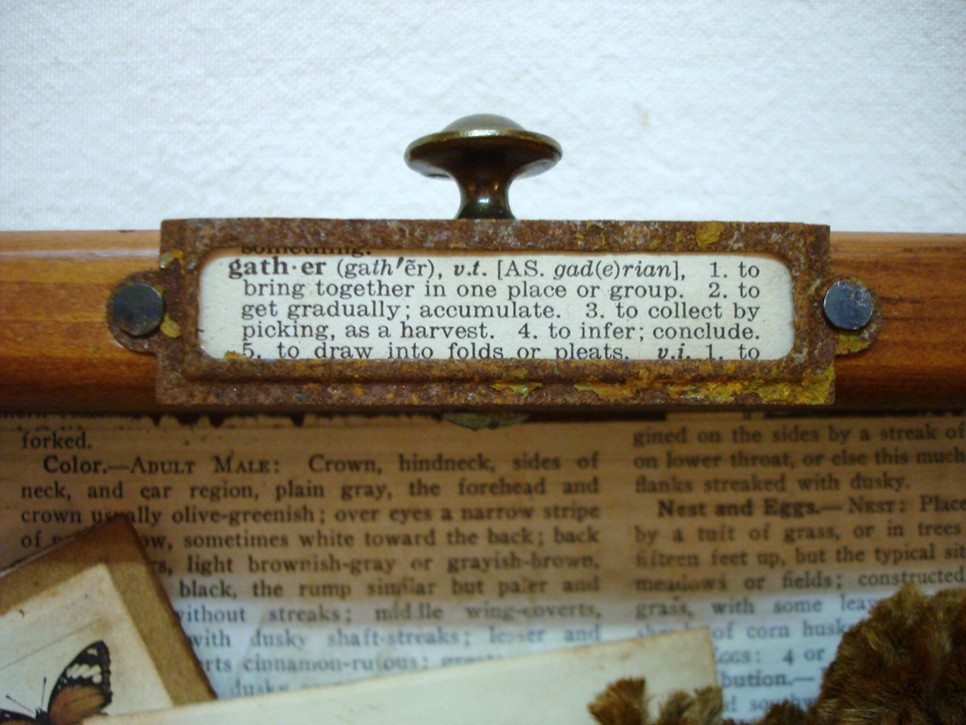 something.
gath·er (gath′ẽr), v.t. [AS. gad(e)rian], 1. to
bring together in one place or group. 2. to
get gradually; accumulate. 3. to collect by
picking, as a harvest. 4. to infer; conclude.
5. to draw into folds or pleats. v.i. 1. to
forked.
Color.—ADULT MALE: Crown, hindneck, sides of
neck, and ear region, plain gray, the forehead and
crown usually olive-greenish; over eyes a narrow stripe
of ow, sometimes white toward the back; back
light brownish-gray or grayish-brown,
black, the rump similar but paler and
without streaks; middle wing-coverts,
with dusky shaft-streaks; lesser and
cinnamon-rufous:
dusky
gined on the sides by a streak of
on lower throat, or else this much
flanks streaked with dusky.
Nest and Eggs.—NEST: Place
by a tuft of grass, or in trees
fifteen feet up, but the typical sit
meadows or fields; constructed
grass, with some leav
of corn husk
EGGS: 4 or
bution.—
southw